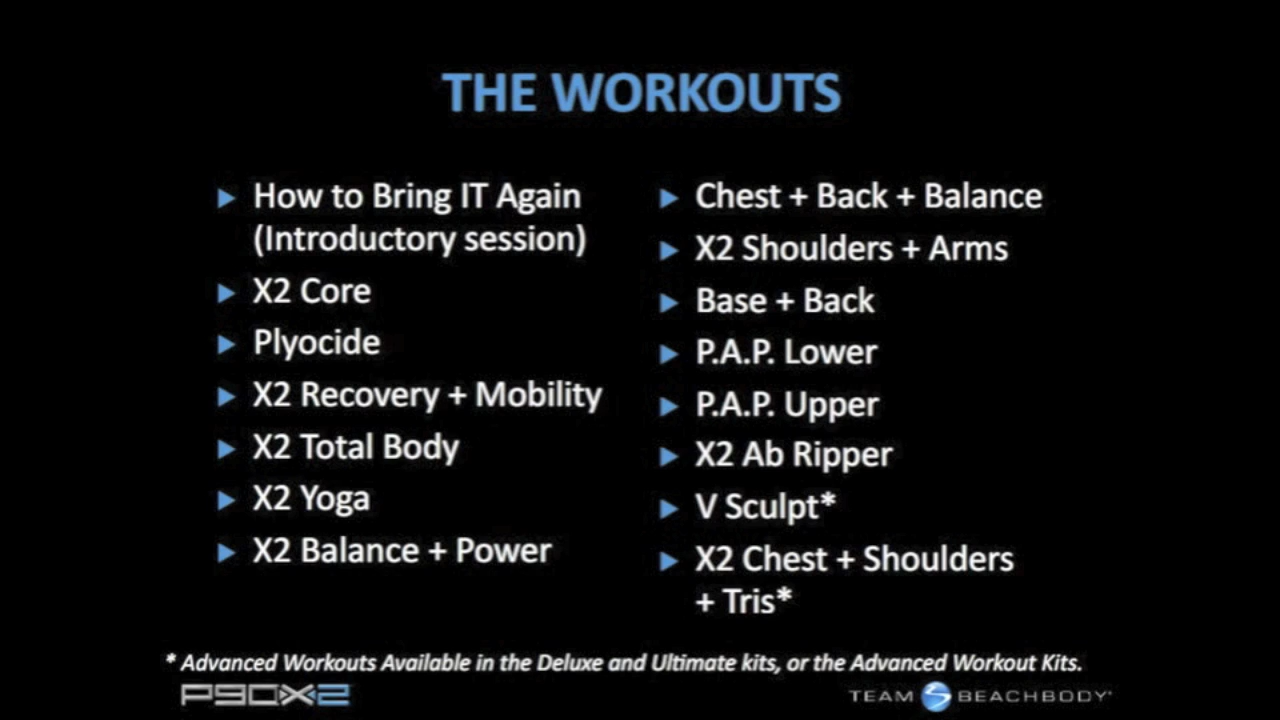 THE WORKOUTS
▶ How to Bring IT Again
(Introductory session)
▶ X2 Core
▶ Plyocide
▶ X2 Recovery + Mobility
▶ X2 Total Body
▶ X2 Yoga
▶ X2 Balance + Power
▶ Chest + Back + Balance
▶ X2 Shoulders + Arms
▶ Base + Back
▶ P.A.P. Lower
▶ P.A.P. Upper
▶ X2 Ab Ripper
▶ V Sculpt*
▶ X2 Chest + Shoulders
+ Tris*
* Advanced Workouts Available in the Deluxe and Ultimate kits, or the Advanced Workout Kits.
P90X2
TEAM BEACHBODY